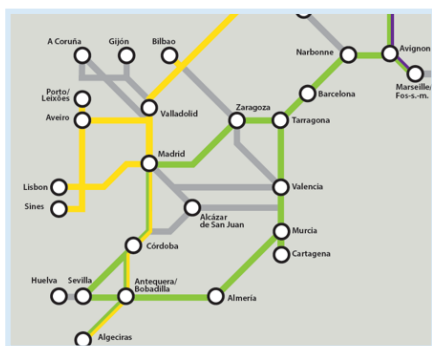 A Coruña
Gijón
Bilbao
Narbonne
Avignon
Marseille/
Fos-s.-m.
Porto/
Leixões
Aveiro
Valladolid
Zaragoza
Barcelona
Tarragona
Madrid
Lisbon
Sines
Valencia
Alcázar
de San Juan
Murcia
Cartagena
Córdoba
Huelva
Sevilla
Antequera/
Bobadilla
Almería
Algeciras